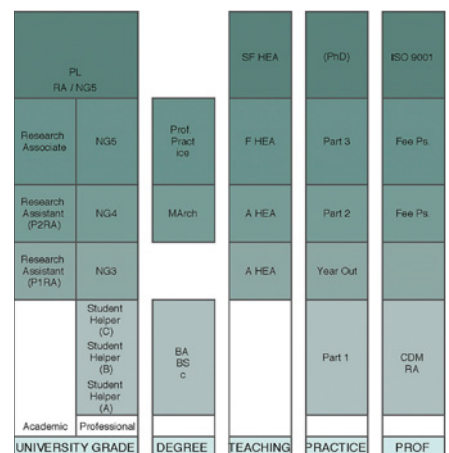 PL
RA / NG5
SF HEA
(PhD)
ISO 9001
Research
Associate
NG5
Prof.
Pract
ice
F HEA
Part 3
Fee Ps.
Research
Assistant
(P2RA)
NG4
MArch
A HEA
Part 2
Fee Ps.
Research
Assistant
(P1RA)
NG3
A HEA
Year Out
Student
Helper
(C)
Student
Helper
(B)
Student
Helper
(A)
BA
BS
c
Part 1
CDM
RA
Academic
Professional
UNIVERSITY GRADE
DEGREE
TEACHING
PRACTICE
PROF